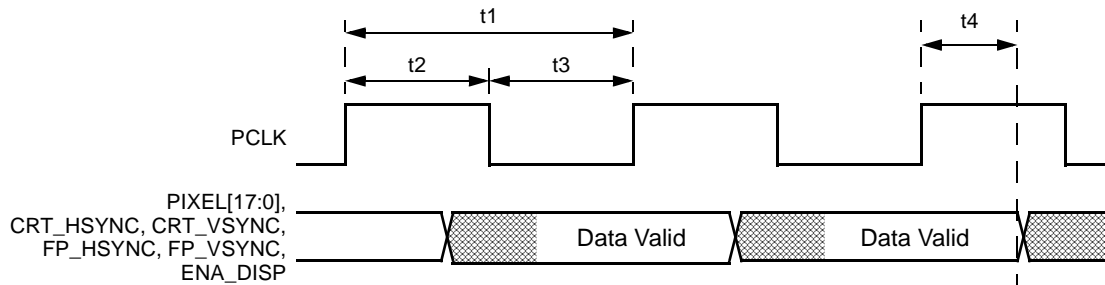 t1
t4
t2
t3
PCLK
PIXEL[17:0],
CRT_HSYNC, CRT_VSYNC,
FP_HSYNC, FP_VSYNC,
ENA_DISP
Data Valid
Data Valid